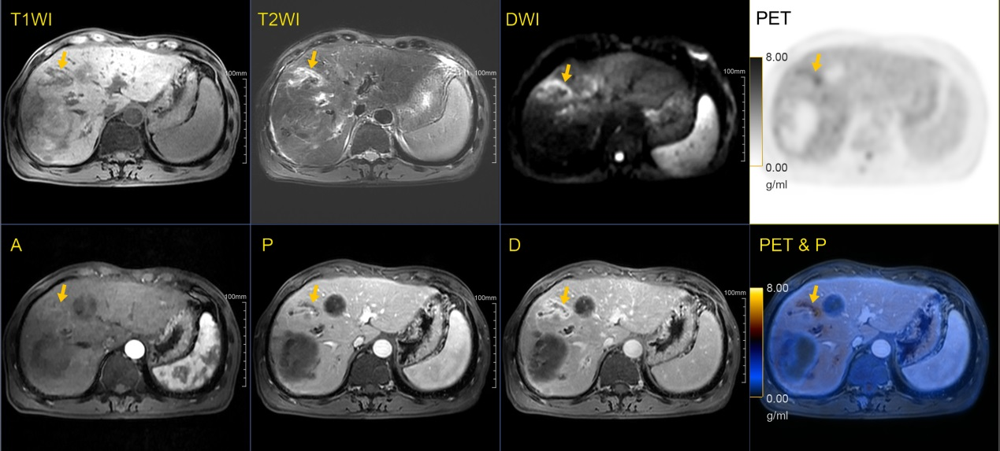 T1WI
T2WI
DWI
PET
100mm
100mm
100mm
8.00
0.00
g/ml
A
P
D
PET & P
100mm
100mm
100mm
8.00
0.00
g/ml